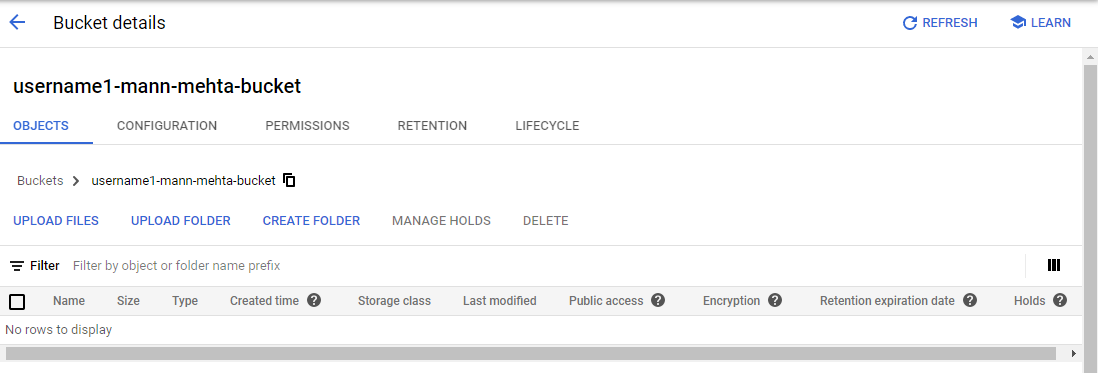 Bucket details REFRESH LEARN
username1-mann-mehta-bucket
OBJECTS CONFIGURATION PERMISSIONS RETENTION LIFECYCLE
Buckets username1-mann-mehta-bucket
UPLOAD FILES UPLOAD FOLDER CREATE FOLDER MANAGE HOLDS DELETE
Filter Filter by object or folder name prefix
Name Size Type Created time ? Storage class Last modified Public access ? Encryption ? Retention expiration date ? Holds ?
No rows to display